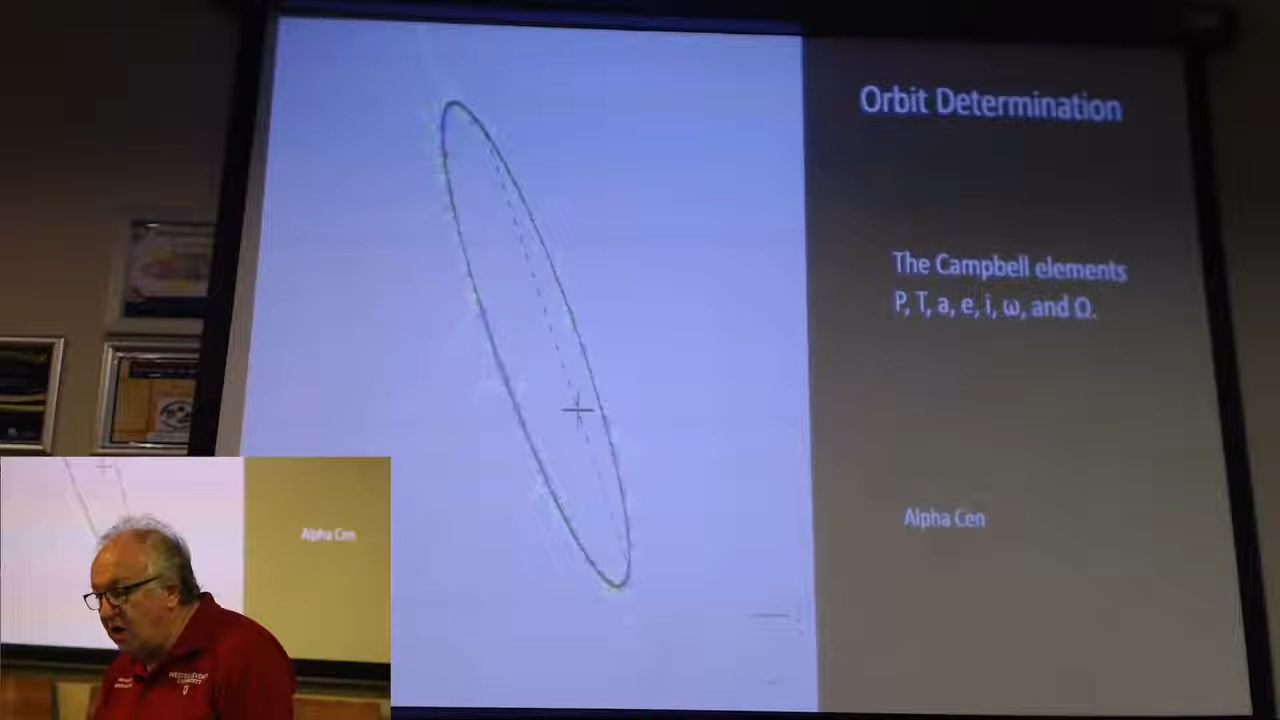 Orbit Determination
The Campbell elements
P, T, a, e, i, ω, and Ω.
Alpha Cen
Alpha Cen